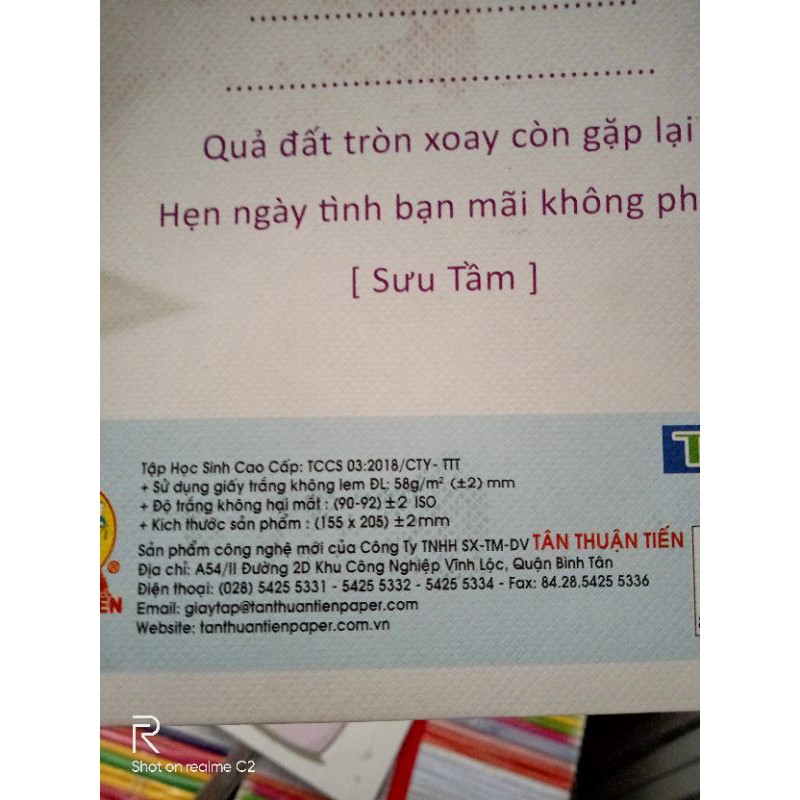 Quả đất tròn xoay còn gặp lại
Hẹn ngày tình bạn mãi không
[ Sưu Tầm ]
Tập Học Sinh Cao Cấp: TCCS 03:2018/CTY- TTT
+ Sử dụng giấy trắng không lem ĐL: 58g/m² (±2) mm
+ Độ trắng không hại mắt : (90-92) ±2 ISO
+ Kích thước sản phẩm : (155 x 205) ±2mm
Sản phẩm công nghệ mới của Công Ty TNHH SX-TM-DV TÂN THUẬN TIẾN
Địa chỉ: A54/II Đường 2D Khu Công Nghiệp Vĩnh Lộc, Quận Bình Tân
Điện thoại: (028) 5425 5331 - 5425 5332 - 5425 5334 - Fax: 84.28.5425 5336
Email: giaytap@tanthuantienpaper.com
Website: tanthuantienpaper.com.vn
Shot on realme C2